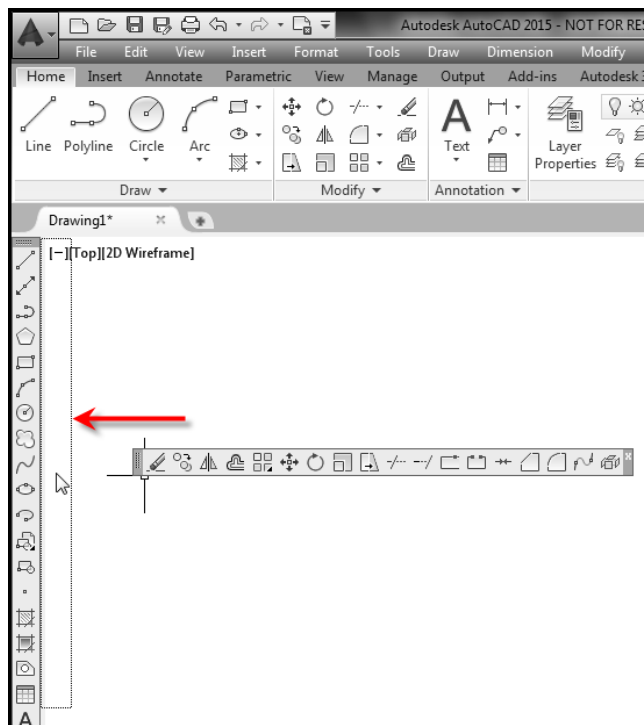 Autodesk AutoCAD 2015 - NOT FOR RES
File Edit View Insert Format Tools Draw Dimension Modify
Home Insert Annotate Parametric View Manage Output Add-ins Autodesk
Line Polyline Circle Arc Text Layer Properties
Draw Modify Annotation
Drawing1*
[−][Top][2D Wireframe]